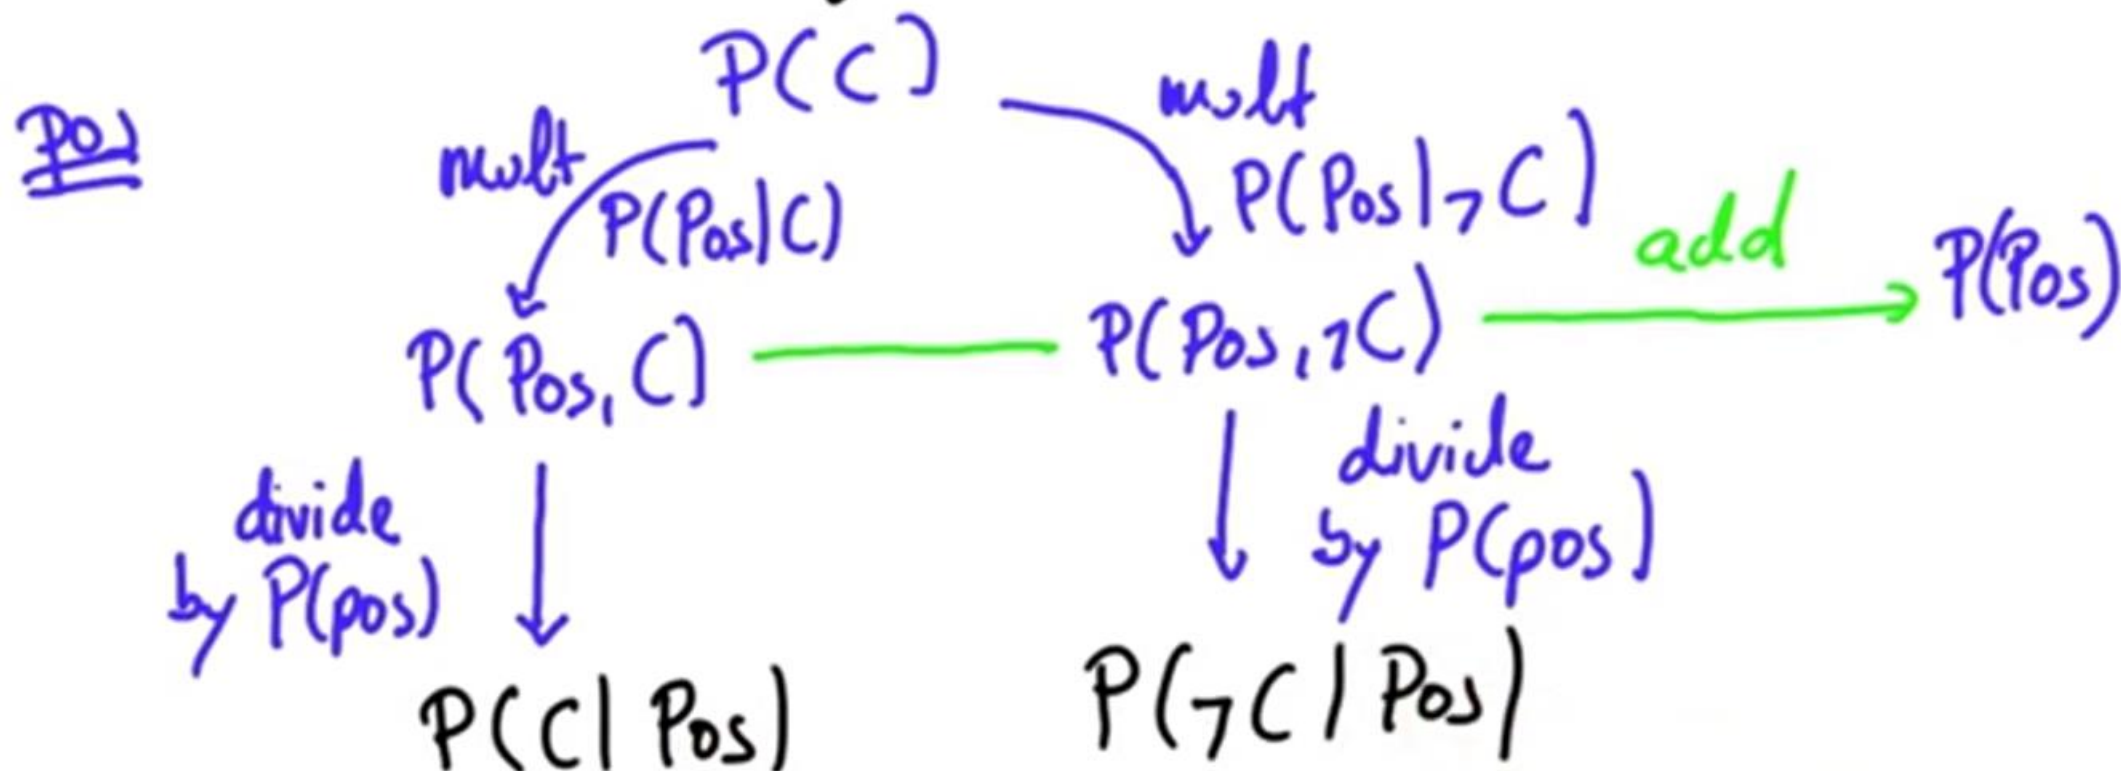 P(C)
Pos
mult
P(Pos|C)
mult
P(Pos|¬C)
add
P(Pos)
P(Pos, C)
P(Pos, ¬C)
divide
by P(pos)
divide
by P(pos)
P(C|Pos)
P(¬C|Pos)